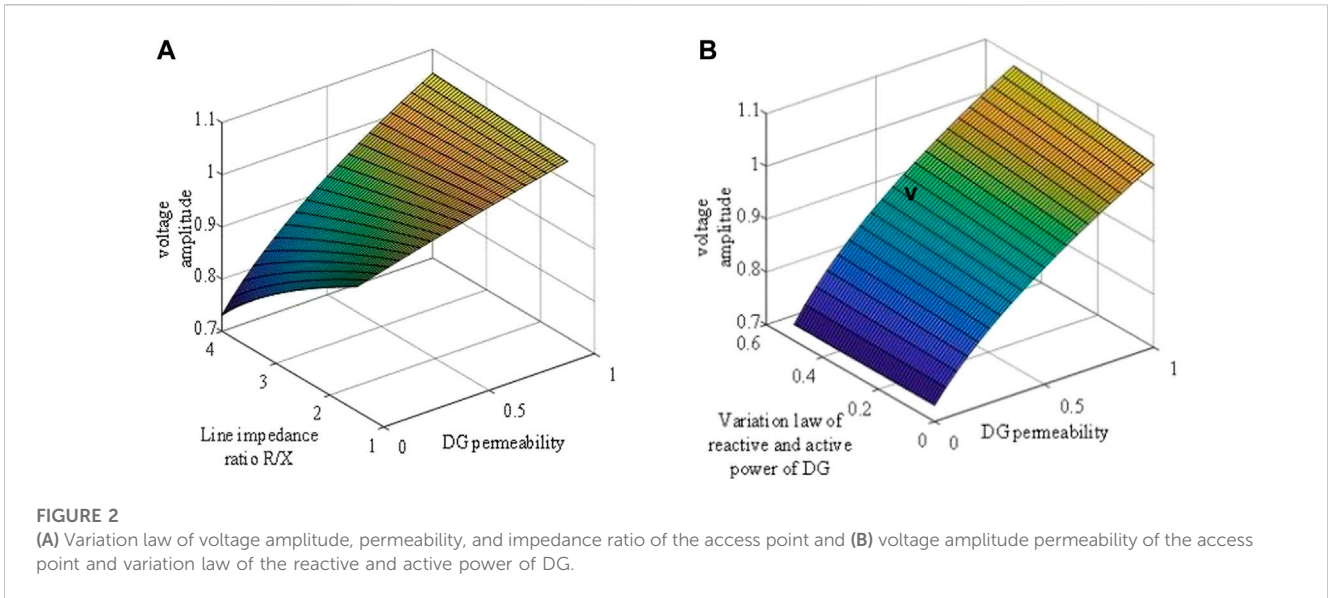 A
1.1
1
0.9
0.8
0.7
voltage
amplitude
4
3
2
1
Line impedance
ratio R/X
0
0.5
1
DG permeability
B
1.1
1
0.9
0.8
0.7
voltage
amplitude
V
0.6
0.4
0.2
0
Variation law of
reactive and active
power of DG
0
0.5
1
DG permeability
FIGURE 2
(A) Variation law of voltage amplitude, permeability, and impedance ratio of the access point and (B) voltage amplitude permeability of the access
point and variation law of the reactive and active power of DG.